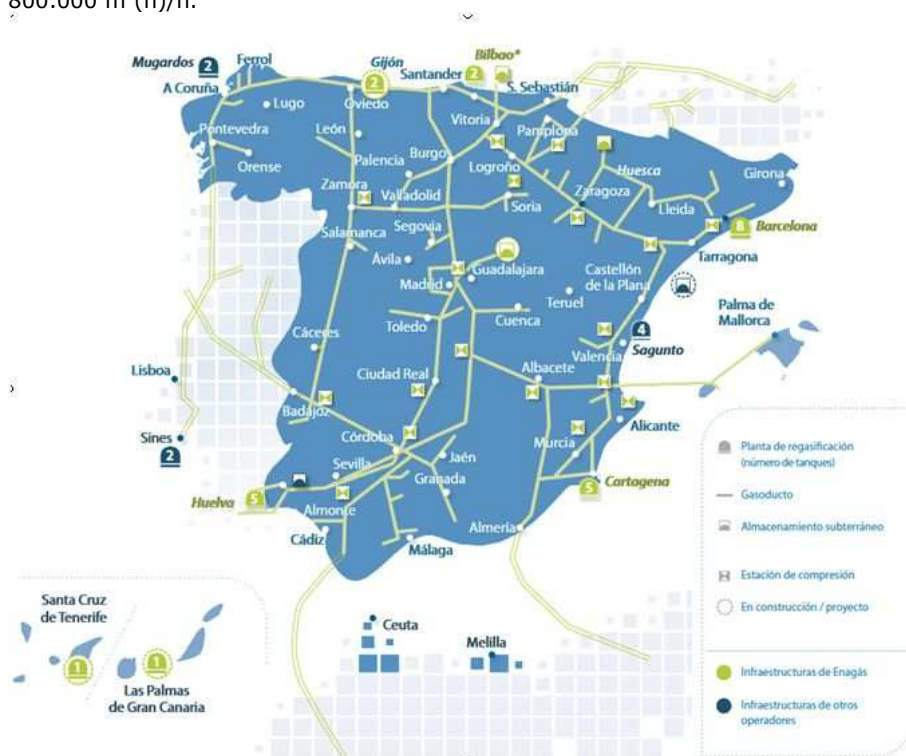 800.000 m³(n)/h.
Mugardos
2
Ferrol
Gijón
2
Santander
2
Bilbao*
A Coruña
Oviedo
S. Sebastián
Lugo
Vitoria
Pamplona
Pontevedra
León
Palencia
Burgo
Logroño
Huesca
Orense
Girona
Zamora
Valladolid
Soria
Zaragoza
Lleida
8
Barcelona
Salamanca
Segovia
Tarragona
Ávila
Guadalajara
Castellón
de la Plana
Madrid
Teruel
Palma de
Mallorca
Toledo
Cuenca
4
Sagunto
Cáceres
Valencia
Lisboa
Ciudad Real
Albacete
Badajoz
Alicante
Sines
2
Córdoba
Murcia
Jaén
Sevilla
Granada
5
Cartagena
Huelva
5
Almonte
Almería
Cádiz
Málaga
Santa Cruz
de Tenerife
1
1
Las Palmas
de Gran Canaria
Ceuta
Melilla
Planta de regasificación
(número de tanques)
Gasoducto
Almacenamiento subterráneo
Estación de compresión
En construcción / proyecto
Infraestructuras de Enagás
Infraestructuras de otros
operadores